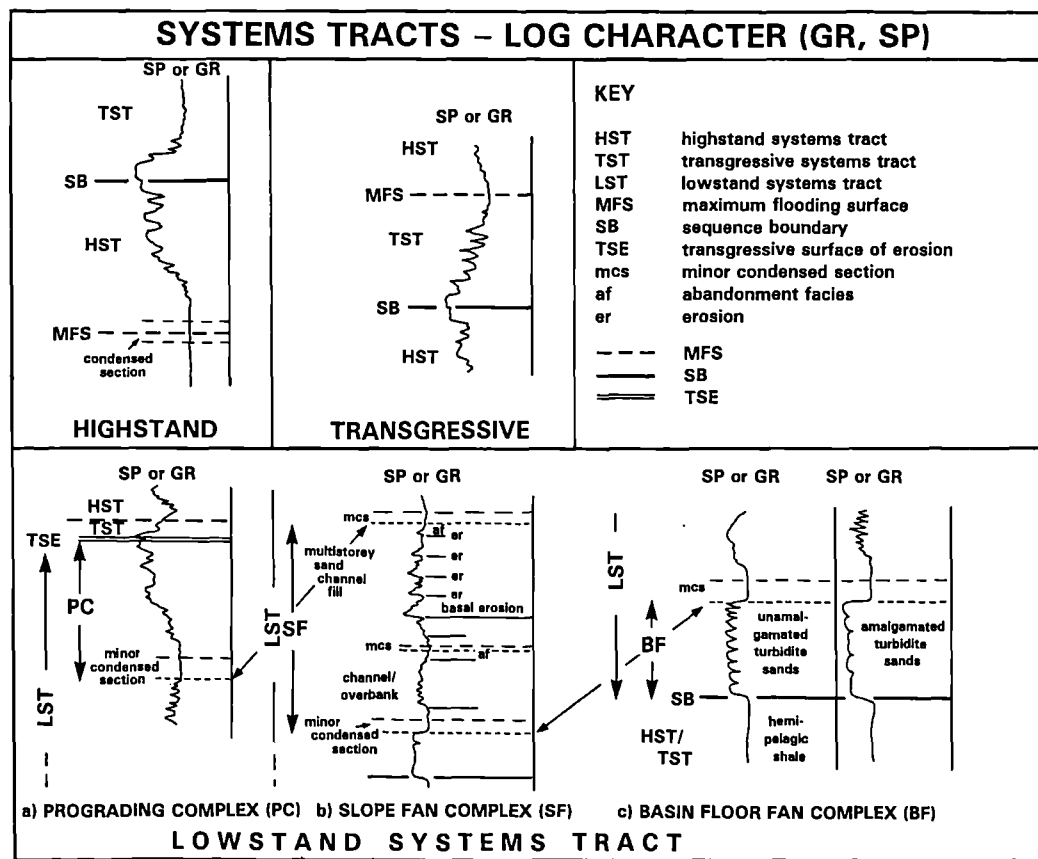 SYSTEMS TRACTS – LOG CHARACTER (GR, SP)
SP or GR
TST
SB
HST
MFS
condensed
section
HIGHSTAND
SP or GR
HST
MFS
TST
SB
HST
TRANSGRESSIVE
KEY
HST highstand systems tract
TST transgressive systems tract
LST lowstand systems tract
MFS maximum flooding surface
SB sequence boundary
TSE transgressive surface of erosion
mcs minor condensed section
af abandonment facies
er erosion
MFS
SB
TSE
SP or GR
HST
TST
TSE
PC
minor
condensed
section
LST
a) PROGRADING COMPLEX (PC)
SP or GR
mcs
af
er
multistorey
sand
channel
fill
er
er
er
basal erosion
LST
SF
mcs
af
channel/
overbank
minor
condensed
section
b) SLOPE FAN COMPLEX (SF)
SP or GR
SP or GR
LST
mcs
BF
unamal-
gamated
turbidite
sands
amalgamated
turbidite
sands
SB
HST/
TST
hemi-
pelagic
shale
c) BASIN FLOOR FAN COMPLEX (BF)
LOWSTAND SYSTEMS TRACT